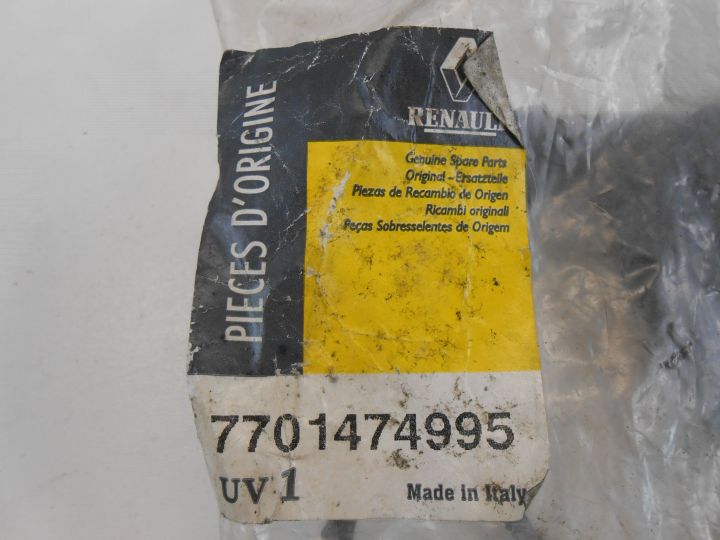 PIECES D'ORIGINE
RENAULT
Genuine Spare Parts
Original-Ersatzteile
Piezas de Recambio de Origen
Ricambi originali
Peças Sobresselentes de Origem
7701474995
UV 1
Made in Italy